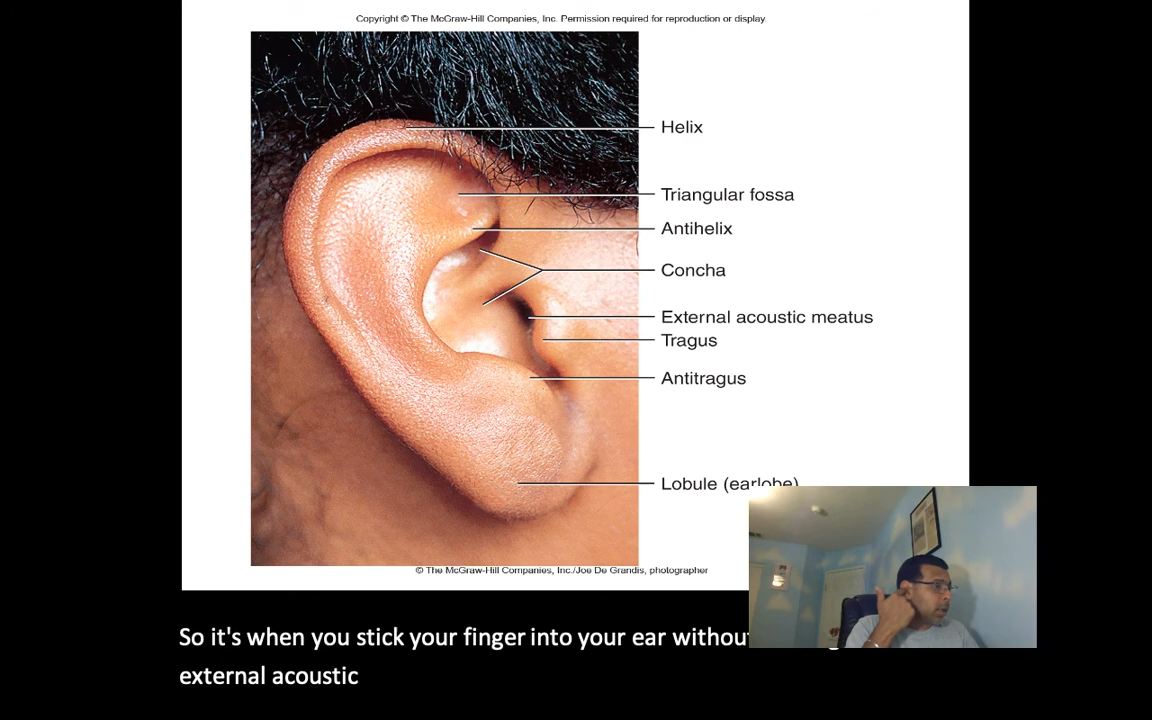 Copyright © The McGraw-Hill Companies, Inc. Permission required for reproduction or display.
Helix
Triangular fossa
Antihelix
Concha
External acoustic meatus
Tragus
Antitragus
Lobule (earlobe)
© The McGraw-Hill Companies, Inc./Joe De Grandis, photographer
So it's when you stick your finger into your ear without
external acoustic